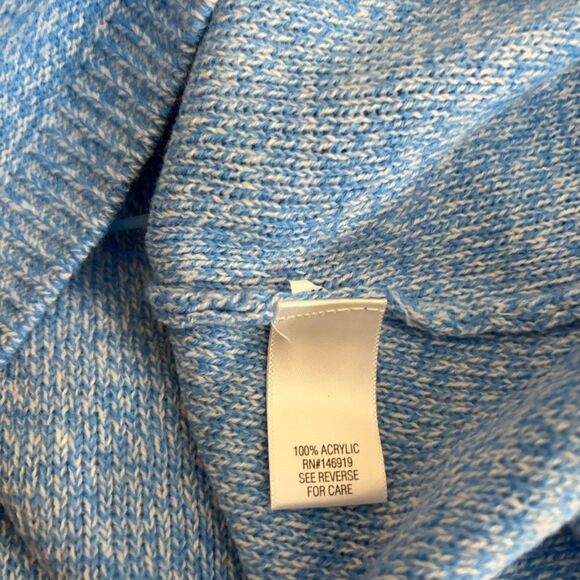 100% ACRYLIC
RN#146919
SEE REVERSE
FOR CARE